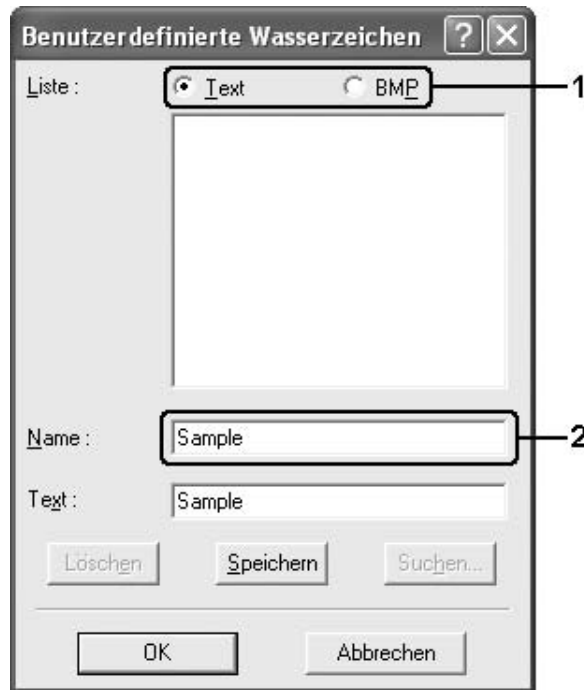 Benutzerdefinierte Wasserzeichen ? X
Liste : Text BMP 1
Name : Sample 2
Text : Sample
Löschen Speichern Suchen...
OK Abbrechen